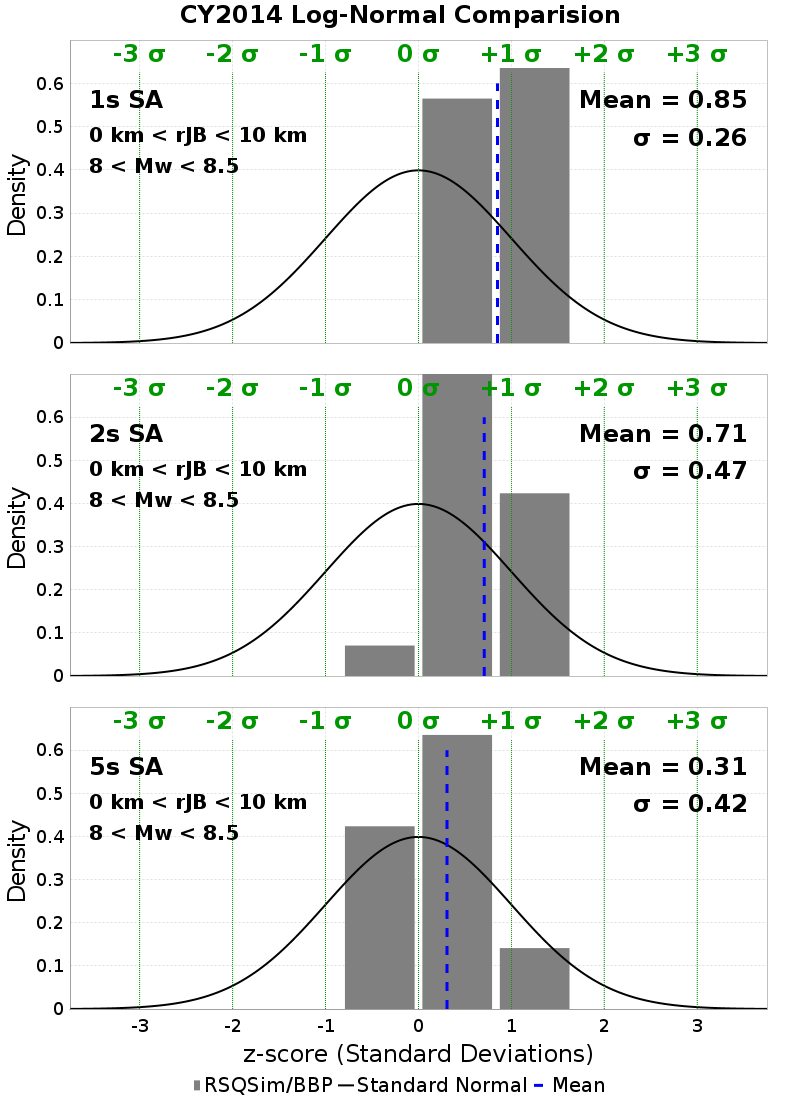 CY2014 Log-Normal Comparision
-3 σ -2 σ -1 σ 0 σ +1 σ +2 σ +3 σ
1s SA
0 km < rJB < 10 km
8 < Mw < 8.5
Mean = 0.85
σ = 0.26
Density
0.6
0.5
0.4
0.3
0.2
0.1
0
-3 σ -2 σ -1 σ 0 σ +1 σ +2 σ +3 σ
2s SA
0 km < rJB < 10 km
8 < Mw < 8.5
Mean = 0.71
σ = 0.47
Density
0.6
0.5
0.4
0.3
0.2
0.1
0
-3 σ -2 σ -1 σ 0 σ +1 σ +2 σ +3 σ
5s SA
0 km < rJB < 10 km
8 < Mw < 8.5
Mean = 0.31
σ = 0.42
Density
0.6
0.5
0.4
0.3
0.2
0.1
0
-3 -2 -1 0 1 2 3
z-score (Standard Deviations)
RSQSim/BBP Standard Normal Mean